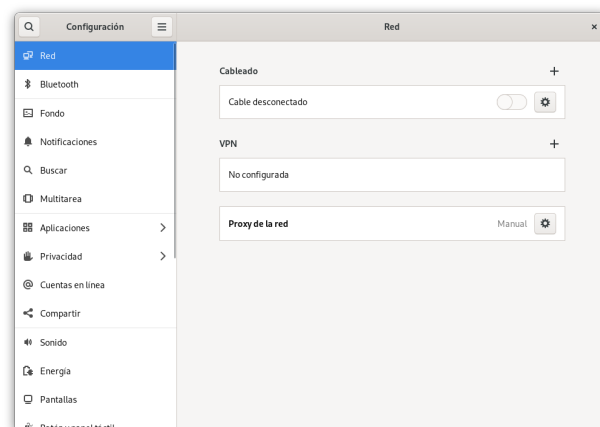 Configuración
Red
Red
Bluetooth
Fondo
Notificaciones
Buscar
Multitarea
Aplicaciones
Privacidad
Cuentas en línea
Compartir
Sonido
Energía
Pantallas
Cableado
Cable desconectado
VPN
No configurada
Proxy de la red
Manual